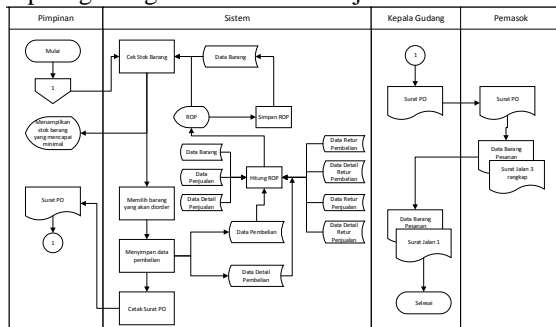 Pimpinan
Sistem
Kepala Gudang
Pemasok
Mulai
1
Menampilkan
stok barang
yang mencapai
minimal
Surat PO
1
Cek Stok Barang
Data Barang
ROP
Simpan ROP
Data Barang
Data
Penjualan
Data Detail
Penjualan
Hitung ROP
Data Retur
Pembelian
Data Detail
Retur
Pembelian
Data Retur
Penjualan
Data Detail
Retur
Penjualan
Memilih barang
yang akan diorder
Data Pembelian
Menyimpan data
pembelian
Data Detail
Pembelian
Cetak Surat PO
1
Surat PO
Data Barang
Pesanan
Surat Jalan 1
Selesai
Surat PO
Data Barang
Pesanan
Surat Jalan 3
rangkap